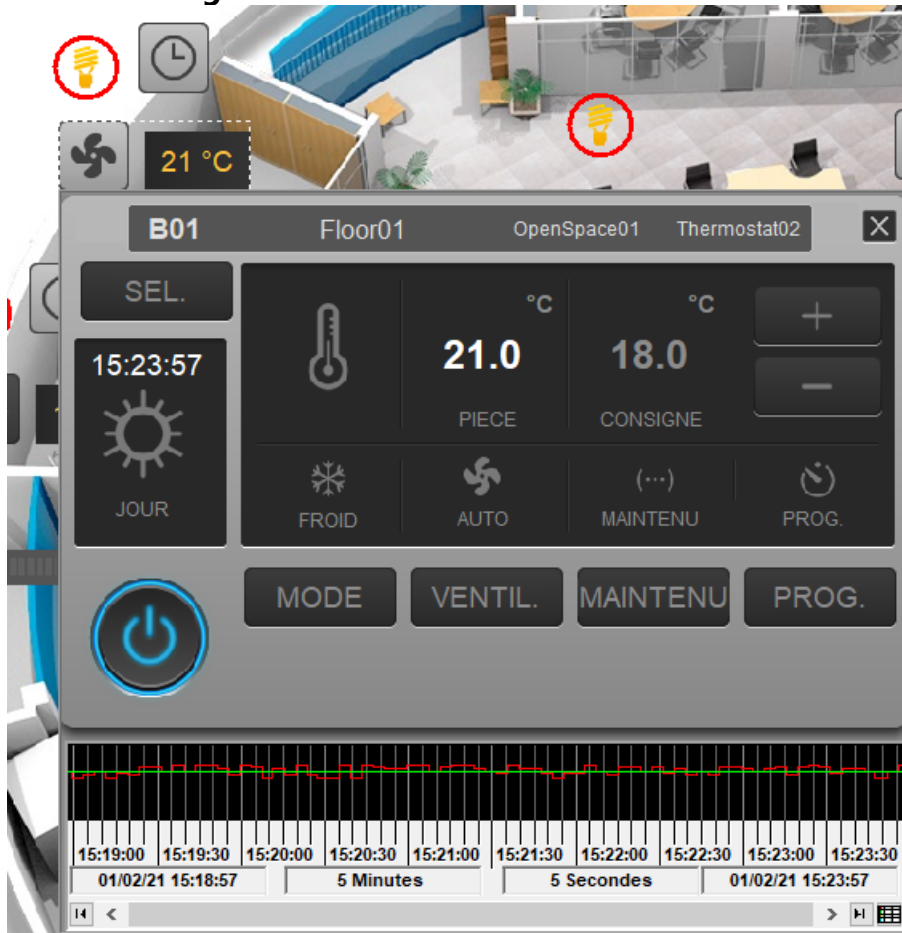 21 °C
B01 Floor01 OpenSpace01 Thermostat02
SEL.
°C °C
15:23:57
21.0 18.0
PIECE CONSIGNE
JOUR
FROID AUTO MAINTENU PROG.
MODE VENTIL. MAINTENU PROG.
15:19:00 15:19:30 15:20:00 15:20:30 15:21:00 15:21:30 15:22:00 15:22:30 15:23:00 15:23:30
01/02/21 15:18:57 5 Minutes 5 Secondes 01/02/21 15:23:57